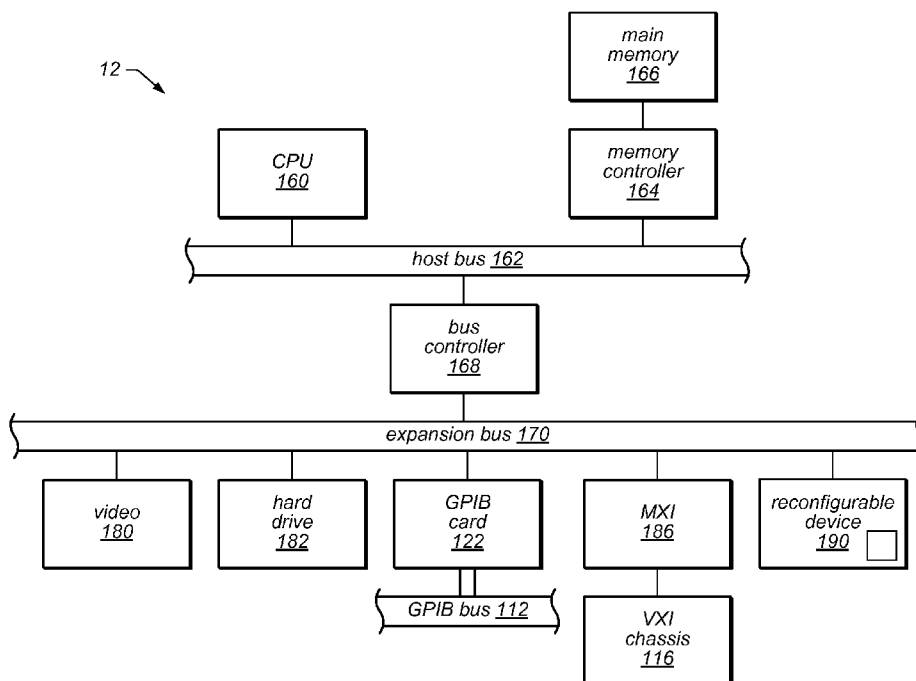 main
memory
166
12
CPU
160
memory
controller
164
host bus 162
bus
controller
168
expansion bus 170
video
180
hard
drive
182
GPIB
card
122
MXI
186
reconfigurable
device
190
GPIB bus 112
VXI
chassis
116